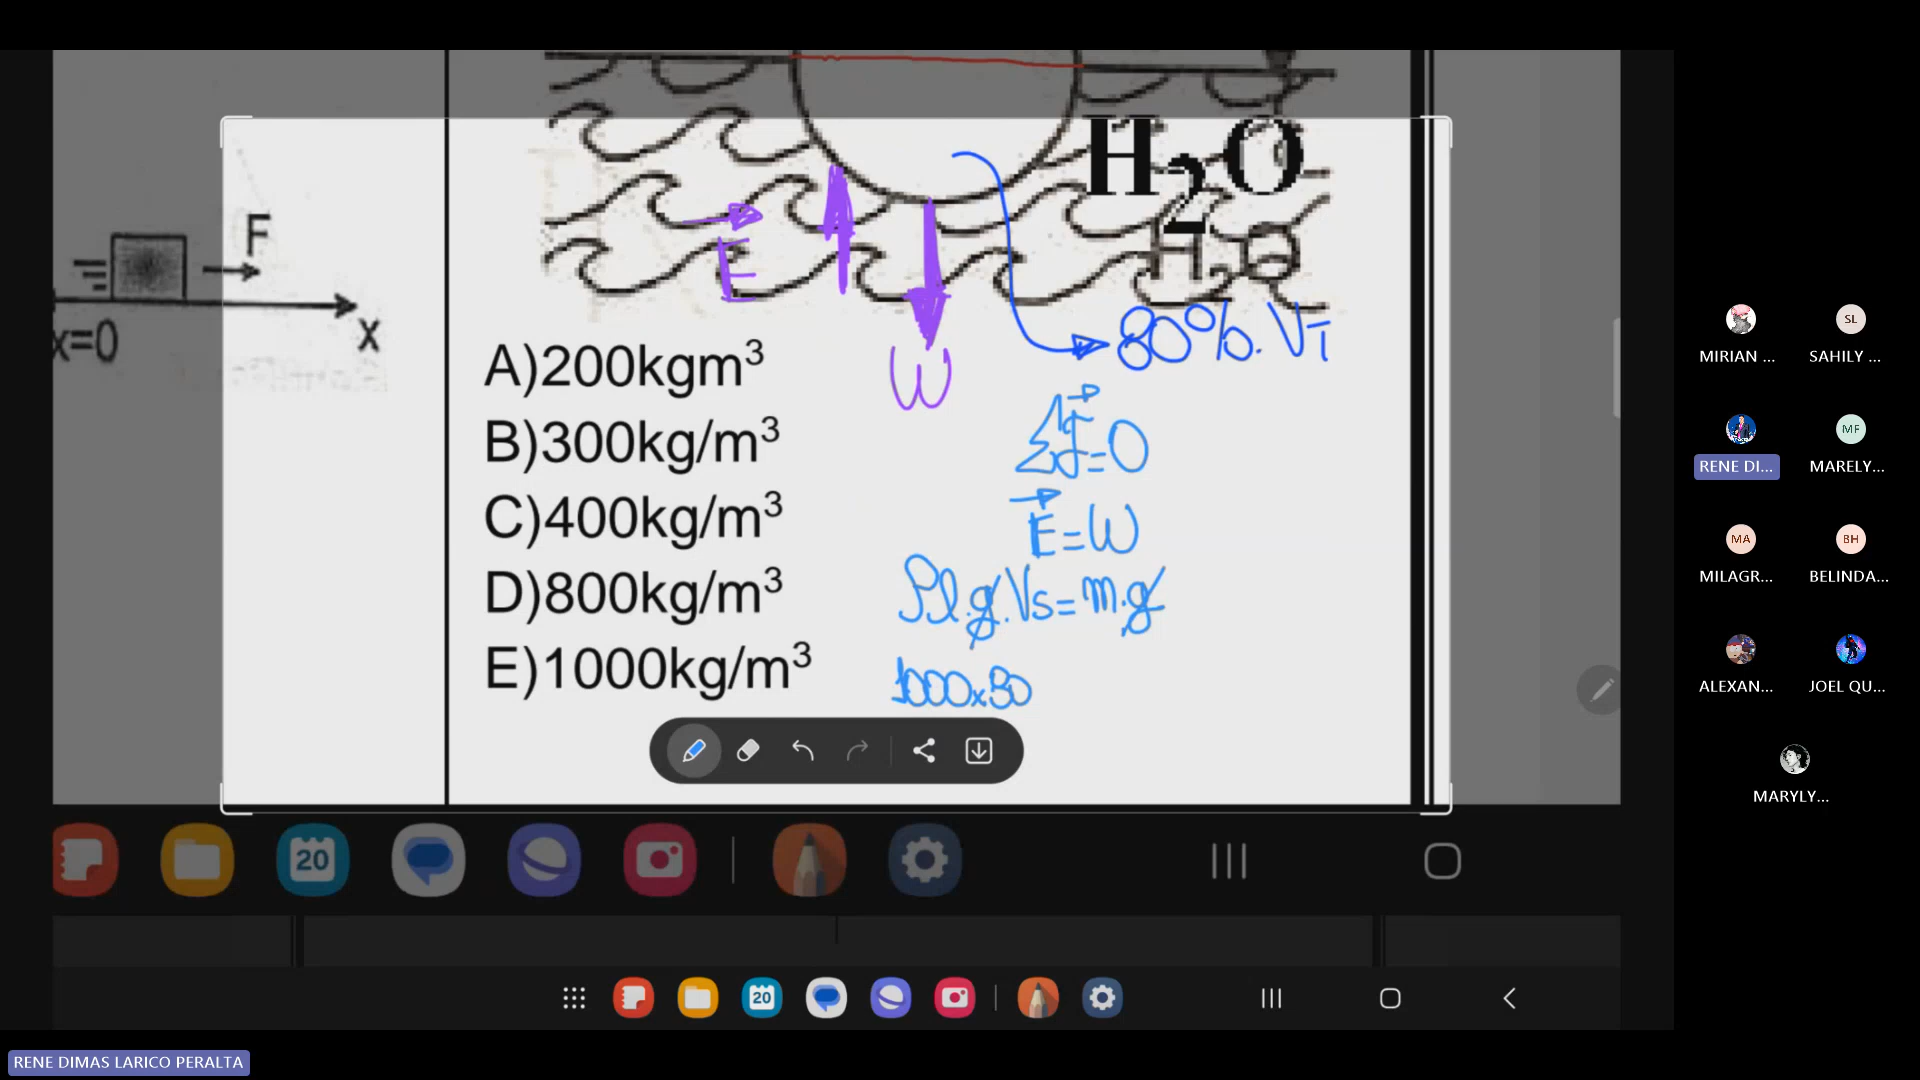 H₂O
H₂O
F
E
x=0
X
W
80%.VT
A)200kgm³
B)300kg/m³
C)400kg/m³
D)800kg/m³
E)1000kg/m³
ΣF=0
E=W
ρl.g.Vs=m.g
1000x80
20
20
MIRIAN ...
SL
SAHILY ...
RENE DI...
MF
MARELY...
MA
MILAGR...
BH
BELINDA...
ALEXAN...
JOEL QU...
MARYLY...
RENE DIMAS LARICO PERALTA